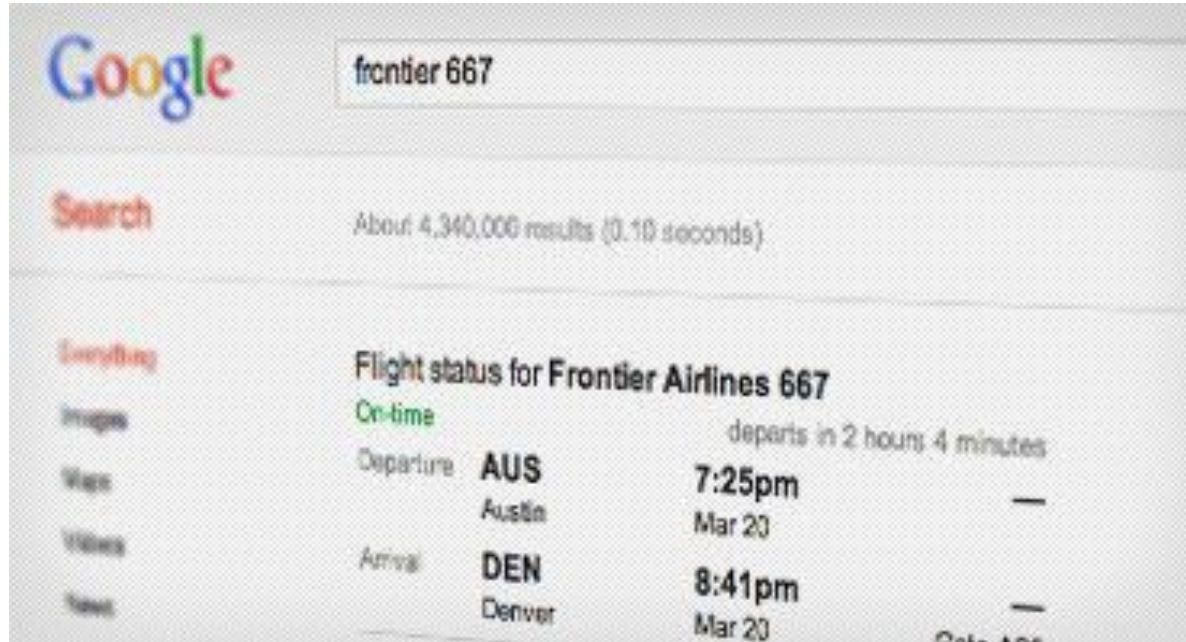 Google
frontier 667
Search
About 4,340,000 results (0.10 seconds)
Everything
Images
Maps
Videos
News
Flight status for Frontier Airlines 667
On-time
departs in 2 hours 4 minutes
Departure AUS 7:25pm —
Austin Mar 20
Arrival DEN 8:41pm —
Denver Mar 20 Gate